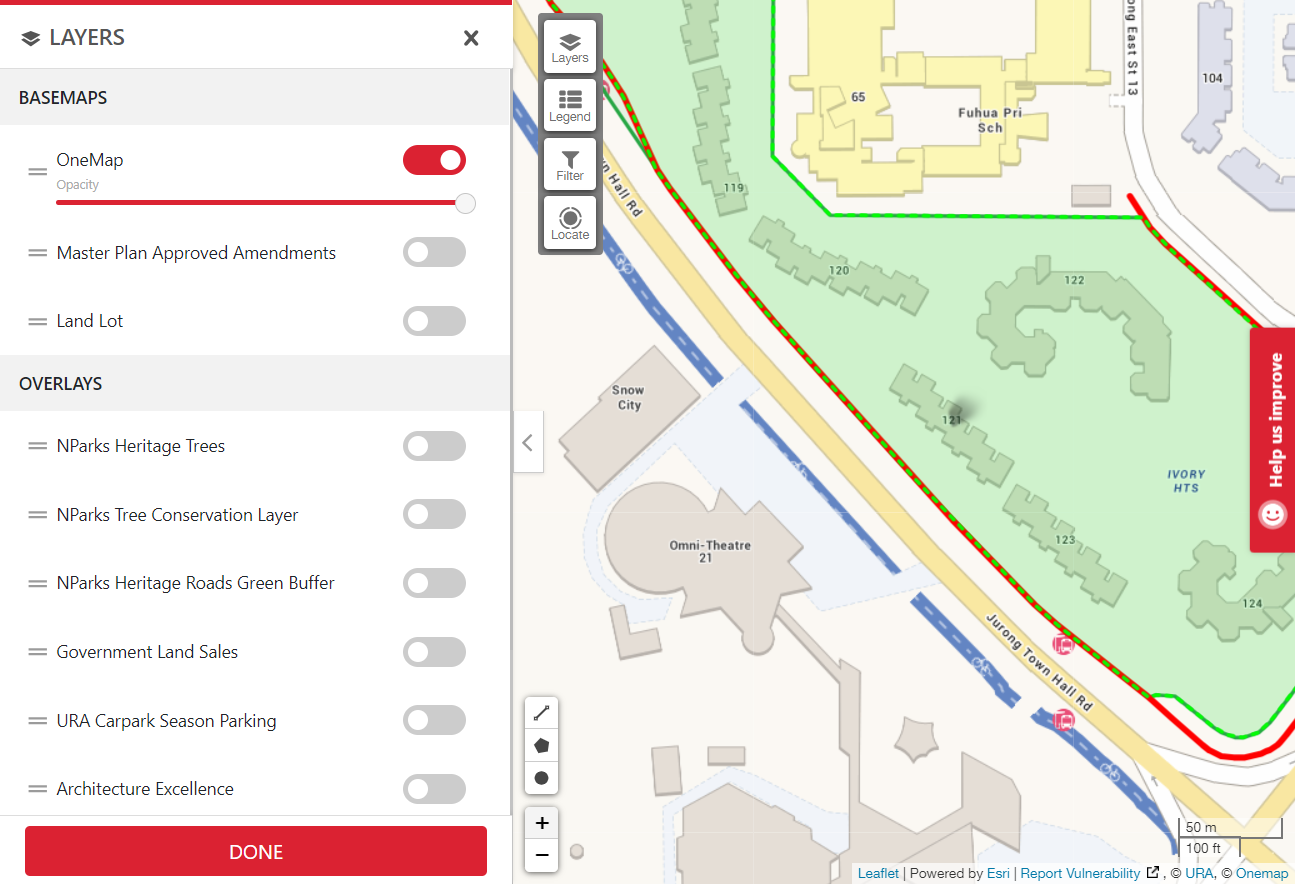 LAYERS
BASEMAPS
OneMap
Opacity
Master Plan Approved Amendments
Land Lot
OVERLAYS
NParks Heritage Trees
NParks Tree Conservation Layer
NParks Heritage Roads Green Buffer
Government Land Sales
URA Carpark Season Parking
Architecture Excellence
DONE
Layers
Legend
Filter
Locate
+
−
65
Fuhua Pri
Sch
ong East St 13
104
119
n Hall Rd
120
122
Snow
City
121
IVORY
HTS
Omni-Theatre
21
123
124
Jurong Town Hall Rd
Help us improve
50 m
100 ft
Leaflet | Powered by Esri | Report Vulnerability , © URA, © Onemap